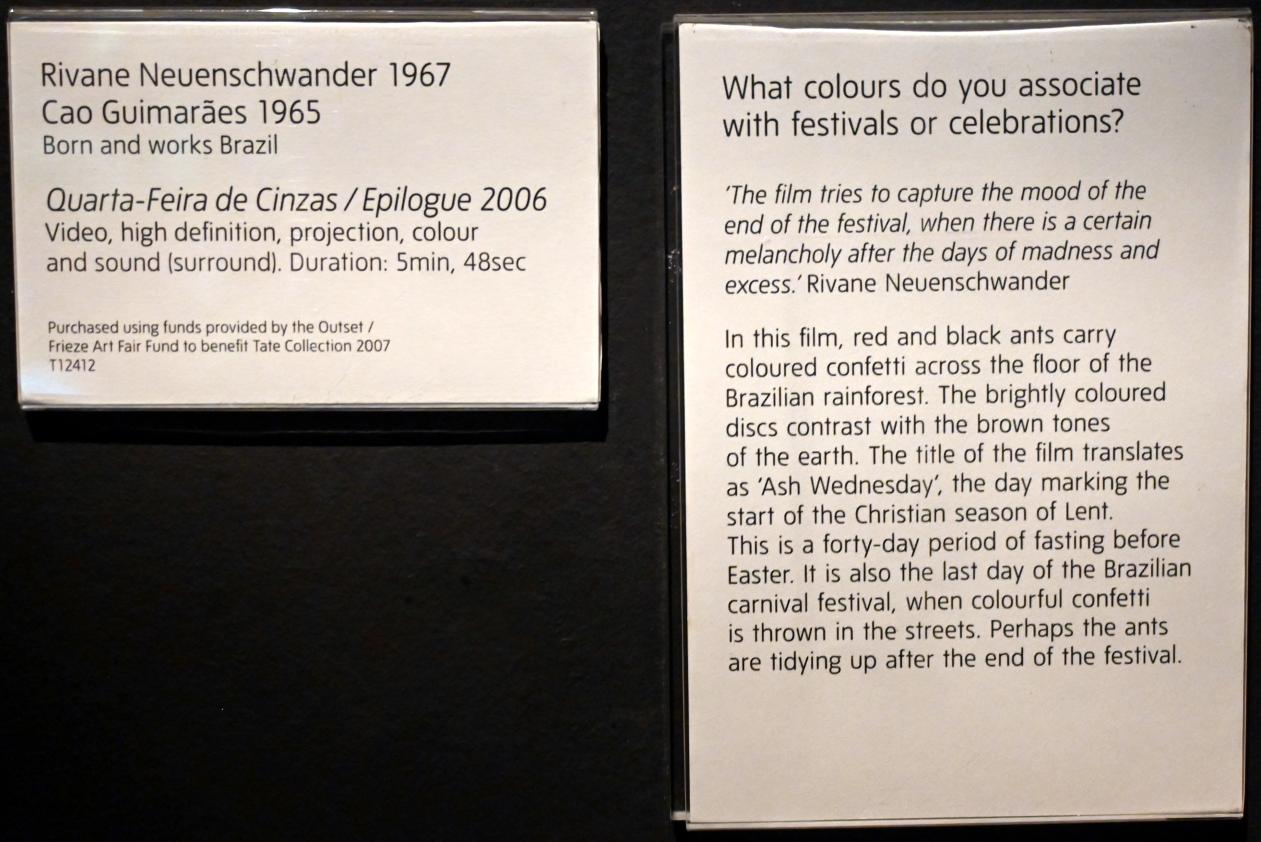 Rivane Neuenschwander 1967
Cao Guimarães 1965
Born and works Brazil
Quarta-Feira de Cinzas / Epilogue 2006
Video, high definition, projection, colour
and sound (surround). Duration: 5min, 48sec
Purchased using funds provided by the Outset /
Frieze Art Fair Fund to benefit Tate Collection 2007
T12412
What colours do you associate
with festivals or celebrations?
'The film tries to capture the mood of the
end of the festival, when there is a certain
melancholy after the days of madness and
excess.' Rivane Neuenschwander
In this film, red and black ants carry
coloured confetti across the floor of the
Brazilian rainforest. The brightly coloured
discs contrast with the brown tones
of the earth. The title of the film translates
as 'Ash Wednesday', the day marking the
start of the Christian season of Lent.
This is a forty-day period of fasting before
Easter. It is also the last day of the Brazilian
carnival festival, when colourful confetti
is thrown in the streets. Perhaps the ants
are tidying up after the end of the festival.